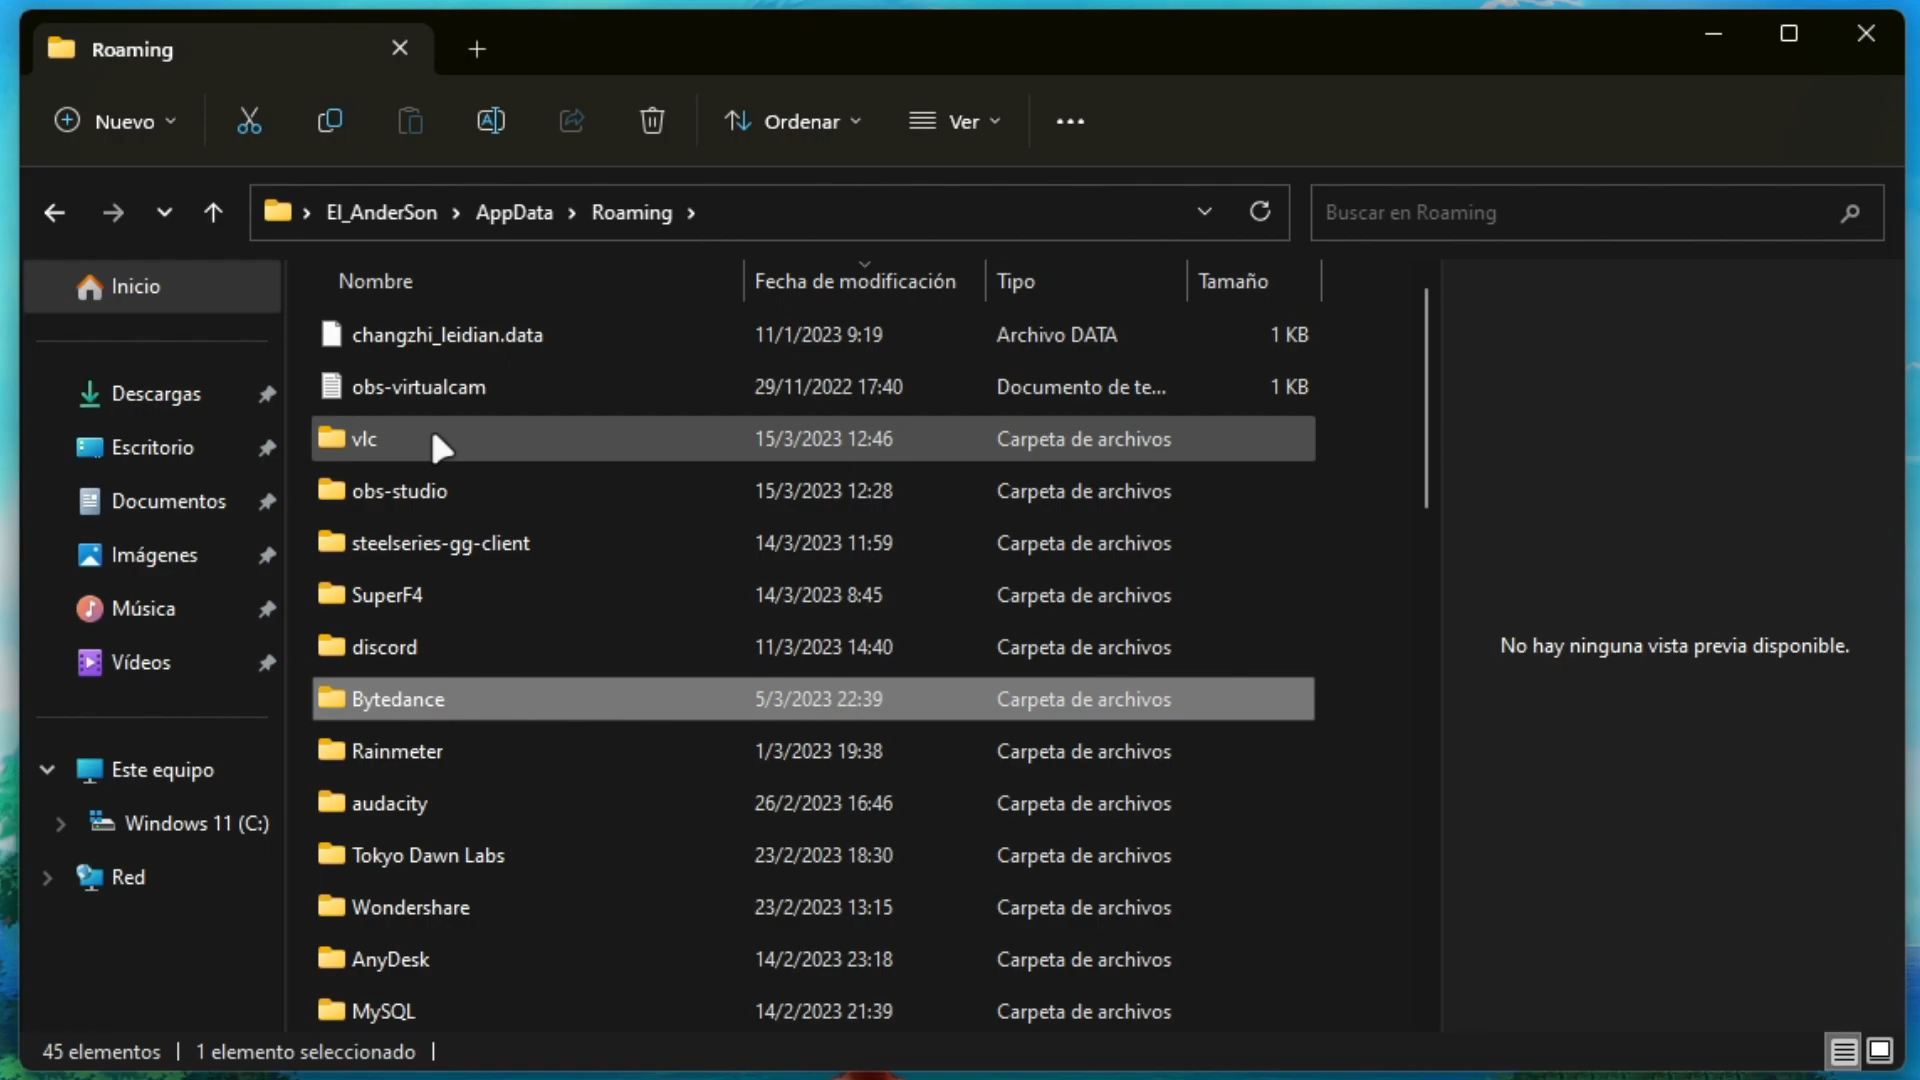 Roaming
Nuevo Ordenar Ver
El_AnderSon AppData Roaming Buscar en Roaming
Inicio
Descargas
Escritorio
Documentos
Imágenes
Música
Vídeos
Este equipo
Windows 11 (C:)
Red
Nombre Fecha de modificación Tipo Tamaño
changzhi_leidian.data 11/1/2023 9:19 Archivo DATA 1 KB
obs-virtualcam 29/11/2022 17:40 Documento de te... 1 KB
vlc 15/3/2023 12:46 Carpeta de archivos
obs-studio 15/3/2023 12:28 Carpeta de archivos
steelseries-gg-client 14/3/2023 11:59 Carpeta de archivos
SuperF4 14/3/2023 8:45 Carpeta de archivos
discord 11/3/2023 14:40 Carpeta de archivos
Bytedance 5/3/2023 22:39 Carpeta de archivos
Rainmeter 1/3/2023 19:38 Carpeta de archivos
audacity 26/2/2023 16:46 Carpeta de archivos
Tokyo Dawn Labs 23/2/2023 18:30 Carpeta de archivos
Wondershare 23/2/2023 13:15 Carpeta de archivos
AnyDesk 14/2/2023 23:18 Carpeta de archivos
MySQL 14/2/2023 21:39 Carpeta de archivos
No hay ninguna vista previa disponible.
45 elementos 1 elemento seleccionado